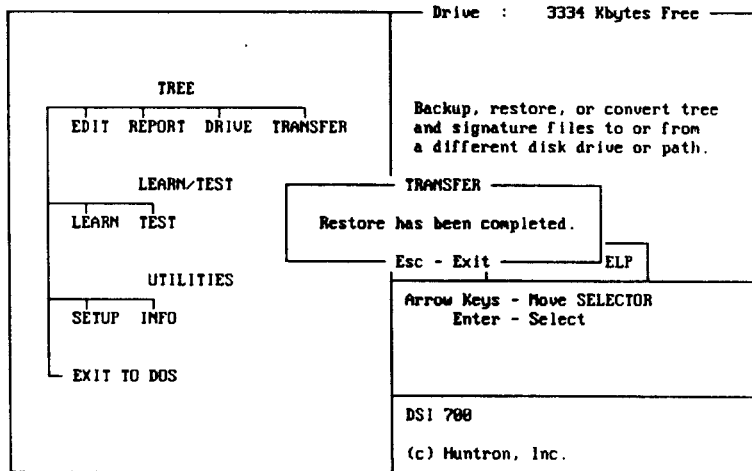 Drive : 3334 Kbytes Free
TREE
EDIT REPORT DRIVE TRANSFER
LEARN/TEST
LEARN TEST
UTILITIES
SETUP INFO
EXIT TO DOS
Backup, restore, or convert tree
and signature files to or from
a different disk drive or path.
TRANSFER
Restore has been completed.
Esc - Exit
ELP
Arrow Keys - Move SELECTOR
Enter - Select
DSI 700
(c) Huntron, Inc.